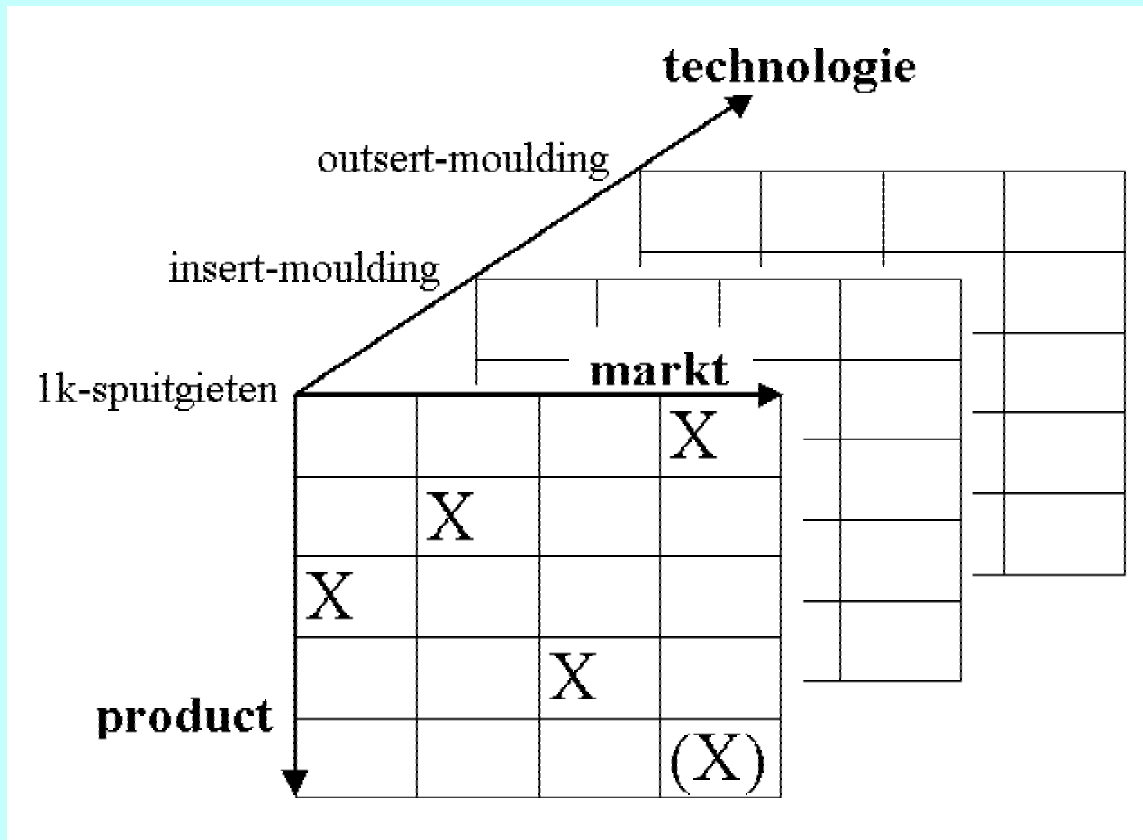 technologie
outsert-moulding
insert-moulding
markt
1k-spuitgieten
X
X
X
X
product
(X)